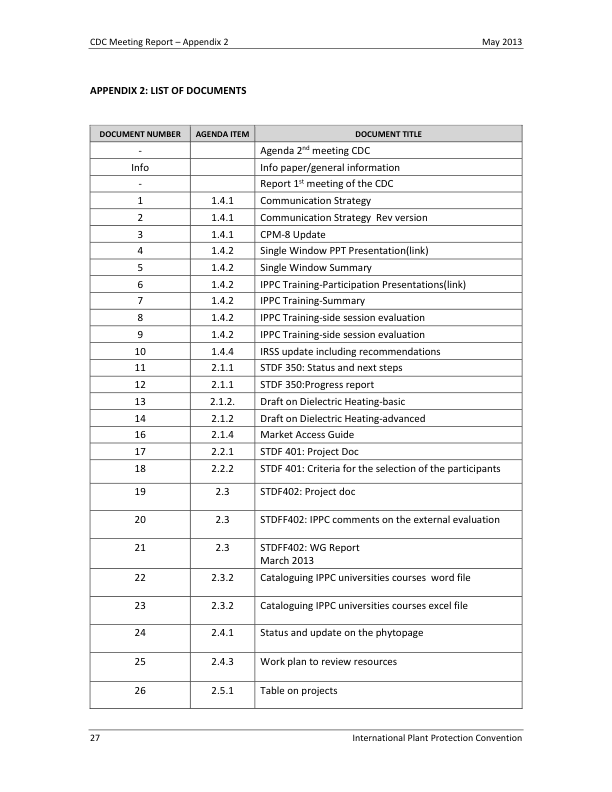 CDC Meeting Report – Appendix 2 May 2013
APPENDIX 2: LIST OF DOCUMENTS
DOCUMENT NUMBER AGENDA ITEM DOCUMENT TITLE
- Agenda 2nd meeting CDC
Info Info paper/general information
- Report 1st meeting of the CDC
1 1.4.1 Communication Strategy
2 1.4.1 Communication Strategy Rev version
3 1.4.1 CPM-8 Update
4 1.4.2 Single Window PPT Presentation(link)
5 1.4.2 Single Window Summary
6 1.4.2 IPPC Training-Participation Presentations(link)
7 1.4.2 IPPC Training-Summary
8 1.4.2 IPPC Training-side session evaluation
9 1.4.2 IPPC Training-side session evaluation
10 1.4.4 IRSS update including recommendations
11 2.1.1 STDF 350: Status and next steps
12 2.1.1 STDF 350:Progress report
13 2.1.2. Draft on Dielectric Heating-basic
14 2.1.2 Draft on Dielectric Heating-advanced
16 2.1.4 Market Access Guide
17 2.2.1 STDF 401: Project Doc
18 2.2.2 STDF 401: Criteria for the selection of the participants
19 2.3 STDF402: Project doc
20 2.3 STDFF402: IPPC comments on the external evaluation
21 2.3 STDFF402: WG Report
March 2013
22 2.3.2 Cataloguing IPPC universities courses word file
23 2.3.2 Cataloguing IPPC universities courses excel file
24 2.4.1 Status and update on the phytopage
25 2.4.3 Work plan to review resources
26 2.5.1 Table on projects
27 International Plant Protection Convention